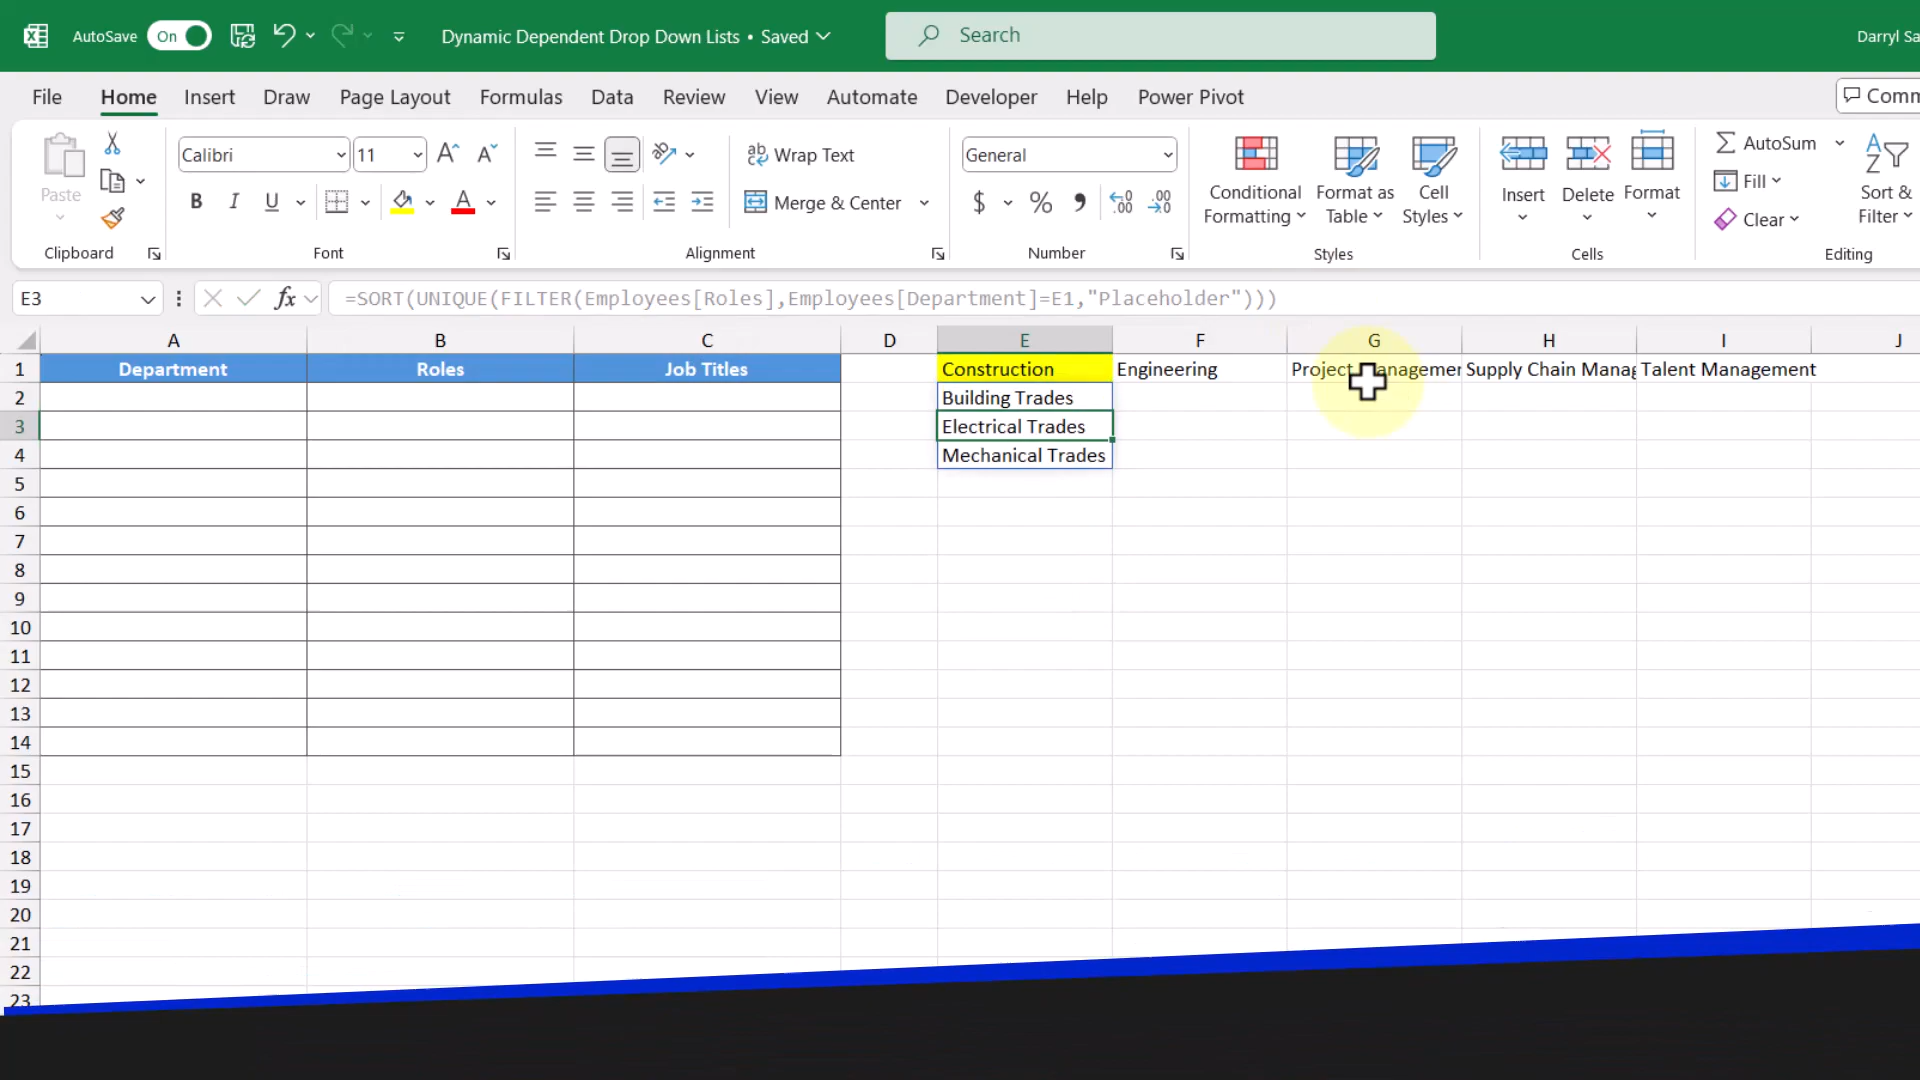 AutoSave On Dynamic Dependent Drop Down Lists • Saved Search Darryl Sa
File Home Insert Draw Page Layout Formulas Data Review View Automate Developer Help Power Pivot Comm
Paste
Clipboard
Calibri 11
B I U A
Font
Wrap Text
Merge & Center
Alignment
General
$ % 9 .00 .00
Number
Conditional Formatting
Format as Table
Cell Styles
Styles
Insert Delete Format
Cells
AutoSum
Fill
Clear
Sort & Filter
Editing
E3 fx =SORT(UNIQUE(FILTER(Employees[Roles],Employees[Department]=E1,"Placeholder")))
A B C D E F G H I J
1 Department Roles Job Titles Construction Engineering Project Managemen Supply Chain Manag Talent Management
2 Building Trades
3 Electrical Trades
4 Mechanical Trades
5
6
7
8
9
10
11
12
13
14
15
16
17
18
19
20
21
22
23